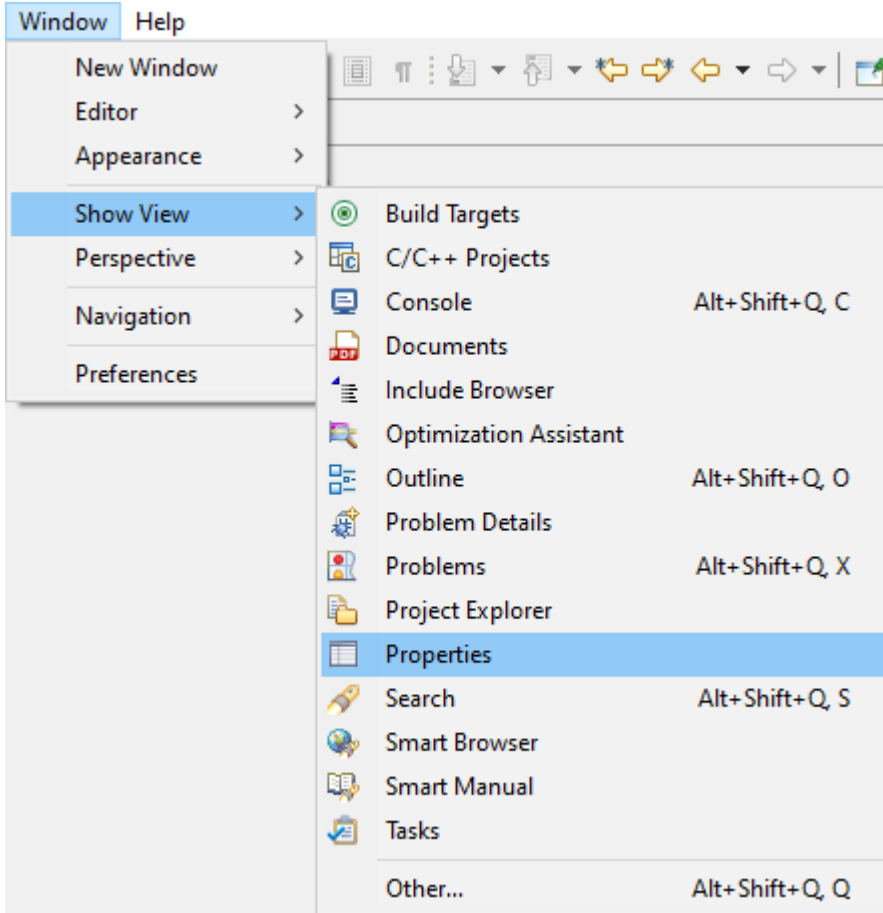 Window Help
New Window
Editor
Appearance
Show View
Perspective
Navigation
Preferences
Build Targets
C/C++ Projects
Console Alt+Shift+Q, C
PDF Documents
Include Browser
Optimization Assistant
Outline Alt+Shift+Q, O
Problem Details
Problems Alt+Shift+Q, X
Project Explorer
Properties
Search Alt+Shift+Q, S
Smart Browser
Smart Manual
Tasks
Other... Alt+Shift+Q, Q